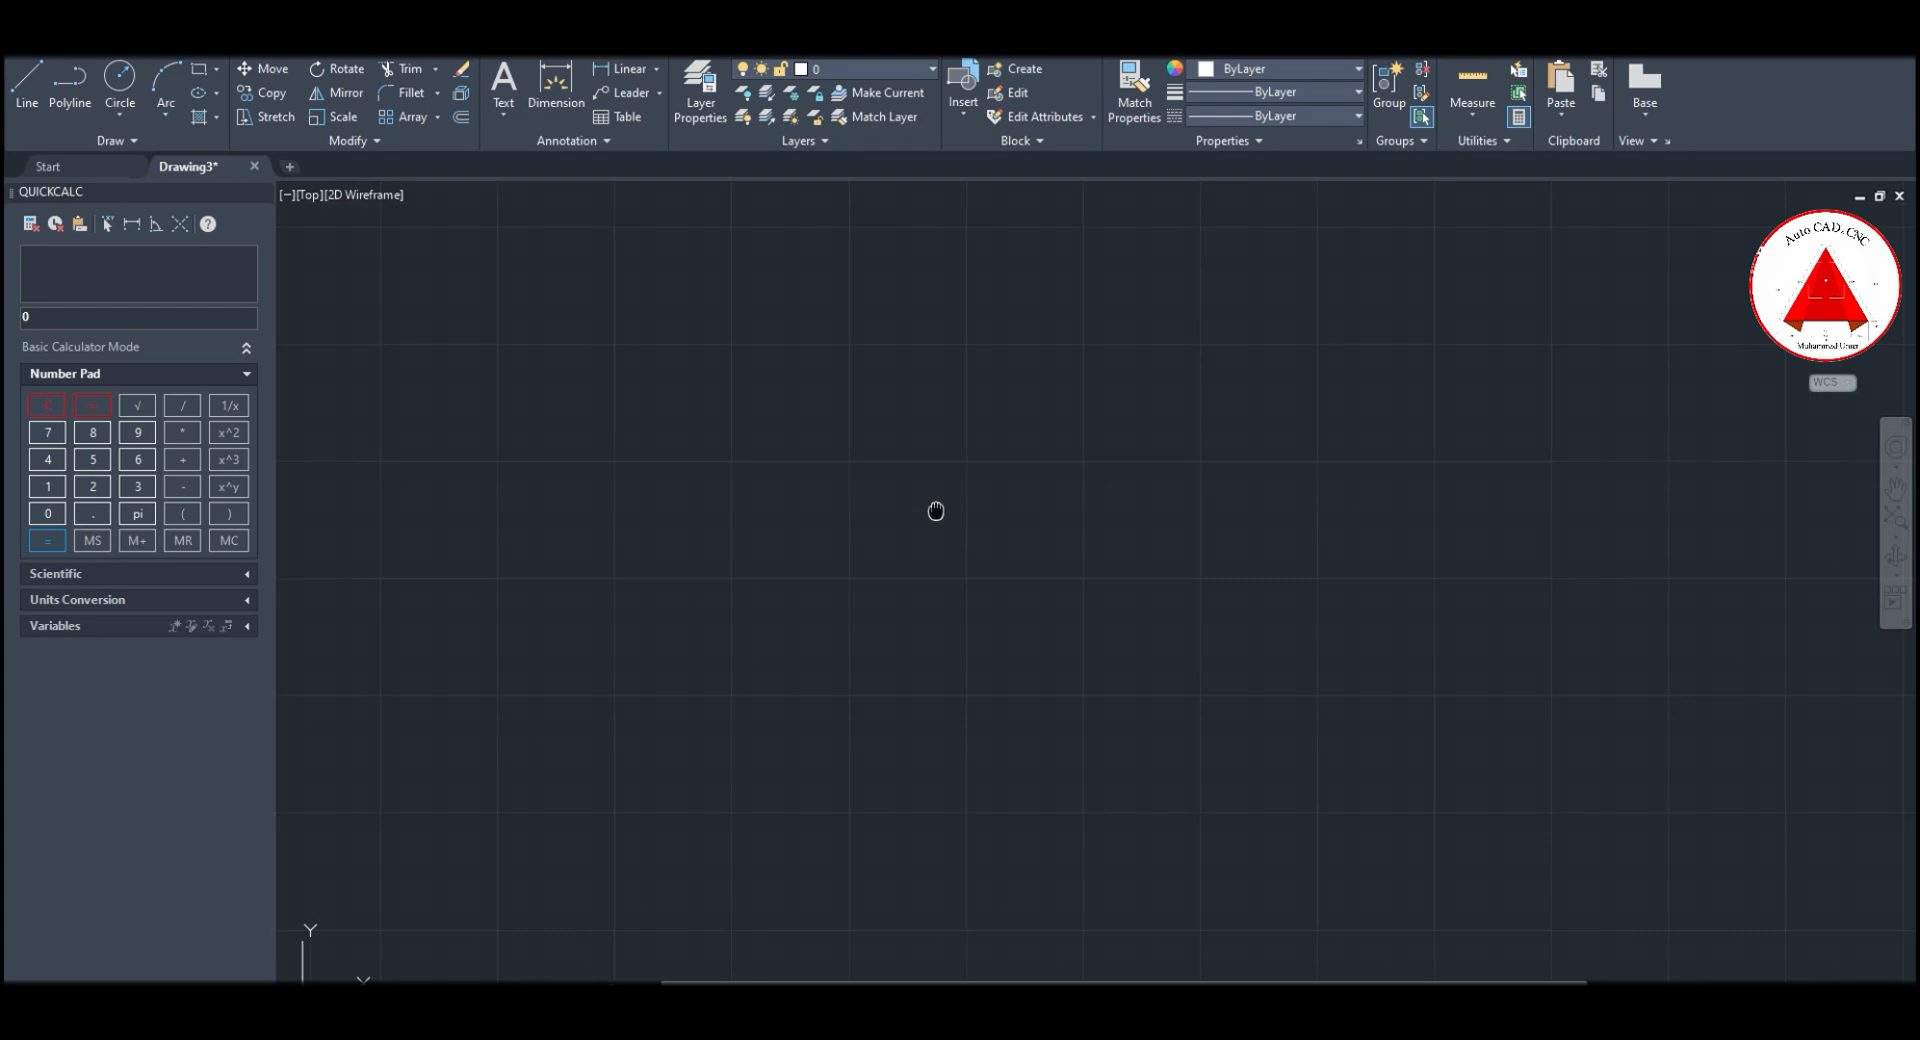 Line
Polyline
Circle
Arc
Draw
Move
Rotate
Trim
Copy
Mirror
Fillet
Stretch
Scale
Array
Modify
Text
Dimension
Linear
Leader
Table
Annotation
Layer Properties
0
Make Current
Match Layer
Layers
Insert
Create
Edit
Edit Attributes
Block
Match Properties
ByLayer
ByLayer
ByLayer
Properties
Group
Groups
Measure
Utilities
Paste
Clipboard
Base
View
Start
Drawing3*
QUICKCALC
[−][Top][2D Wireframe]
0
Basic Calculator Mode
Number Pad
C √ / 1/x
7 8 9 * x^2
4 5 6 + x^3
1 2 3 - x^y
0 . pi ( )
= MS M+ MR MC
Scientific
Units Conversion
Variables
Auto CAD & CNC
Muhammad Umer
WCS
Y